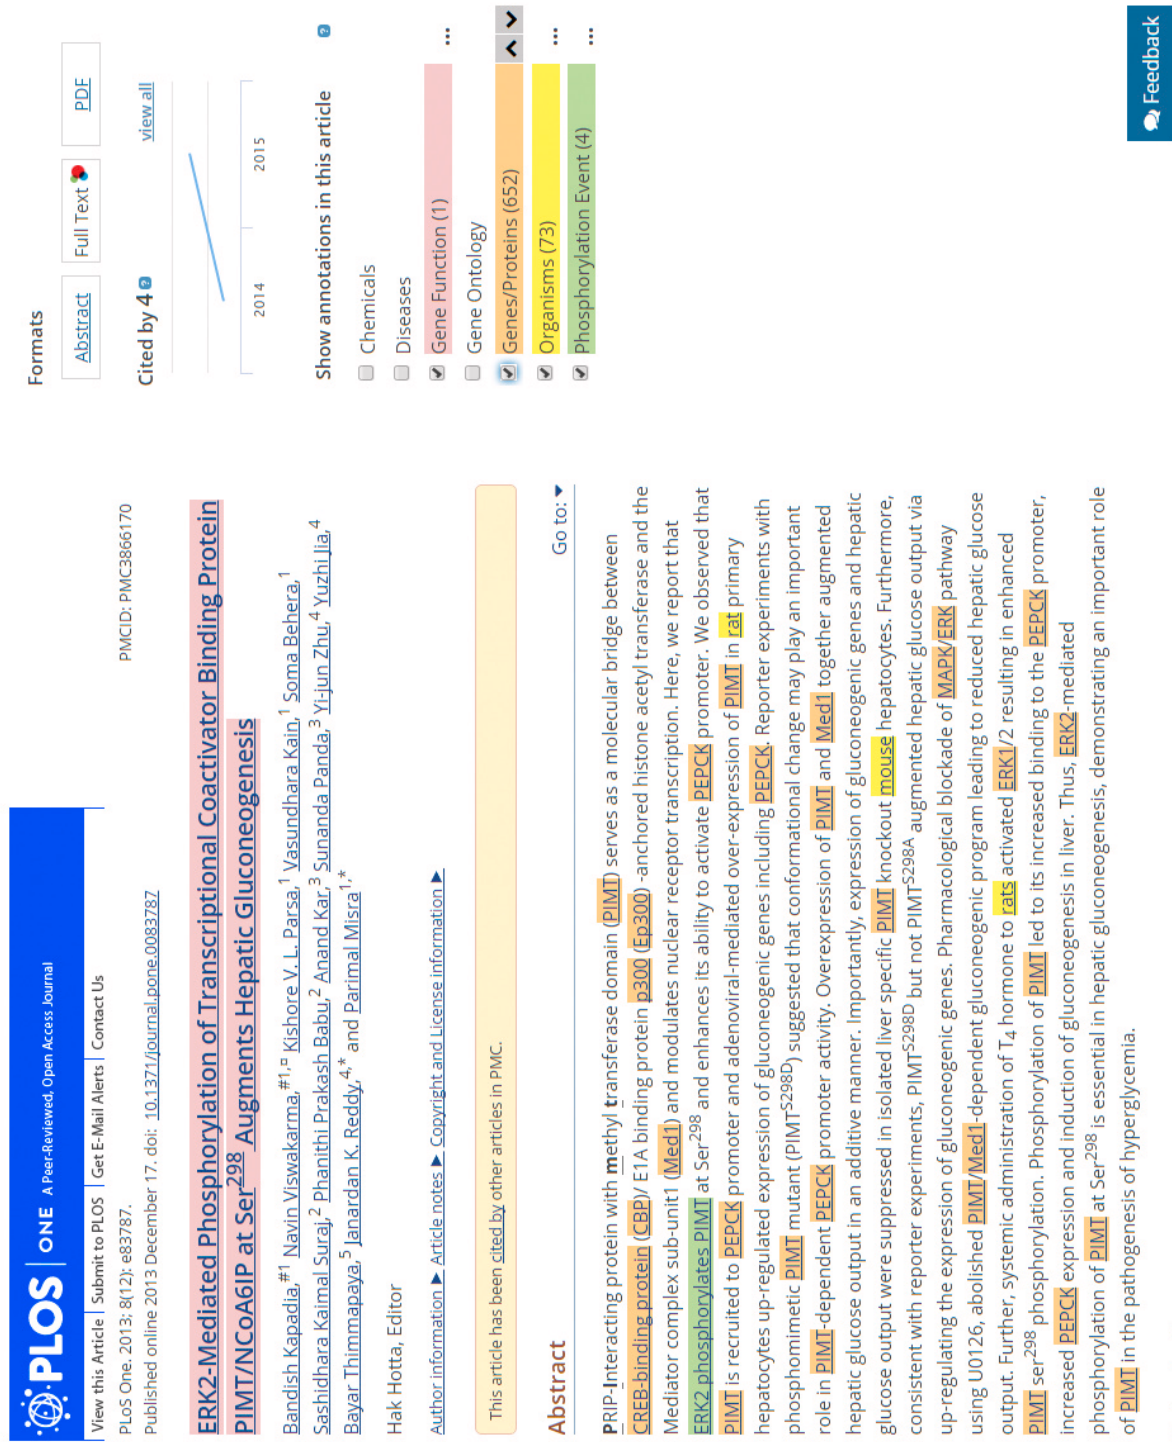 PLOS | ONE A Peer-Reviewed, Open Access Journal
View this Article | Submit to PLOS | Get E-Mail Alerts | Contact Us
PLoS One. 2013; 8(12): e83787.
PMCID: PMC3866170
Published online 2013 December 17. doi: 10.1371/journal.pone.0083787
ERK2-Mediated Phosphorylation of Transcriptional Coactivator Binding Protein
PIMT/NCoA6IP at Ser298 Augments Hepatic Gluconeogenesis
Bandish Kapadia,#1 Navin Viswakarma,#1,¤ Kishore V. L. Parsa,1 Vasundhara Kain,1 Soma Behera,1
Sashidhara Kaimal Suraj,2 Phanithi Prakash Babu,2 Anand Kar,3 Sunanda Panda,3 Yi-jun Zhu,4 Yuzhi Jia,4
Bayar Thimmapaya,5 Janardan K. Reddy,4,* and Parimal Misra1,*
Hak Hotta, Editor
Author information ► Article notes ► Copyright and License information ►
This article has been cited by other articles in PMC.
Abstract
Go to: ▼
PRIP-Interacting protein with methyl transferase domain (PIMT) serves as a molecular bridge between
CREB-binding protein (CBP)/ E1A binding protein p300 (Ep300) -anchored histone acetyl transferase and the
Mediator complex sub-unit1 (Med1) and modulates nuclear receptor transcription. Here, we report that
ERK2 phosphorylates PIMT at Ser298 and enhances its ability to activate PEPCK promoter. We observed that
PIMT is recruited to PEPCK promoter and adenoviral-mediated over-expression of PIMT in rat primary
hepatocytes up-regulated expression of gluconeogenic genes including PEPCK. Reporter experiments with
phosphomimetic PIMT mutant (PIMTS298D) suggested that conformational change may play an important
role in PIMT-dependent PEPCK promoter activity. Overexpression of PIMT and Med1 together augmented
hepatic glucose output in an additive manner. Importantly, expression of gluconeogenic genes and hepatic
glucose output were suppressed in isolated liver specific PIMT knockout mouse hepatocytes. Furthermore,
consistent with reporter experiments, PIMTS298D but not PIMTS298A augmented hepatic glucose output via
up-regulating the expression of gluconeogenic genes. Pharmacological blockade of MAPK/ERK pathway
using U0126, abolished PIMT/Med1-dependent gluconeogenic program leading to reduced hepatic glucose
output. Further, systemic administration of T4 hormone to rats activated ERK1/2 resulting in enhanced
PIMT ser298 phosphorylation. Phosphorylation of PIMT led to its increased binding to the PEPCK promoter,
increased PEPCK expression and induction of gluconeogenesis in liver. Thus, ERK2-mediated
phosphorylation of PIMT at Ser298 is essential in hepatic gluconeogenesis, demonstrating an important role
of PIMT in the pathogenesis of hyperglycemia.
Formats
Abstract
Full Text
PDF
Cited by 4 ?
view all
2014
2015
Show annotations in this article ?
Chemicals
Diseases
Gene Function (1) ...
Gene Ontology
Genes/Proteins (652)
Organisms (73) ...
Phosphorylation Event (4) ...
Feedback